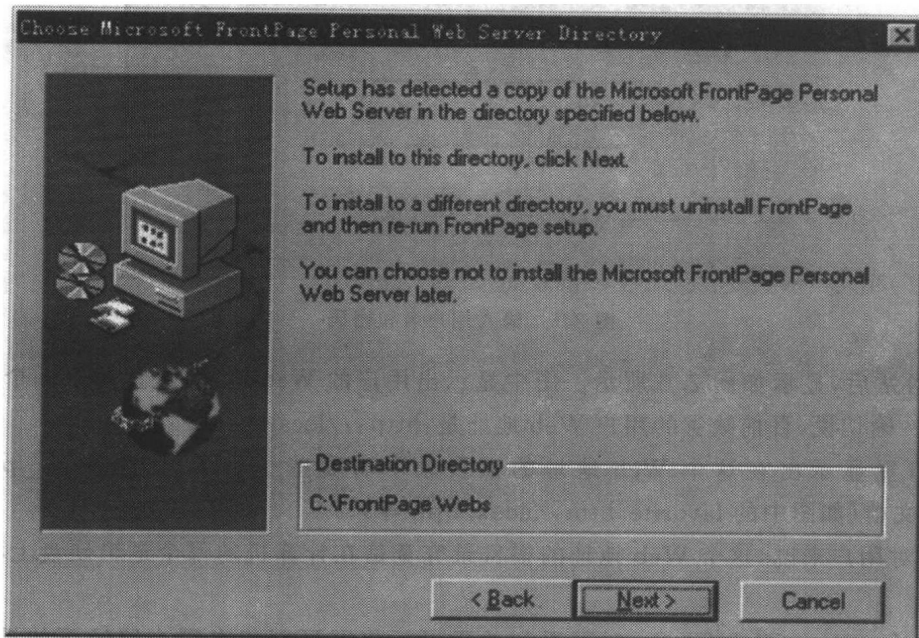 Choose Microsoft FrontPage Personal Web Server Directory
Setup has detected a copy of the Microsoft FrontPage Personal
Web Server in the directory specified below.
To install to this directory, click Next.
To install to a different directory, you must uninstall FrontPage
and then re-run FrontPage setup.
You can choose not to install the Microsoft FrontPage Personal
Web Server later.
Destination Directory
C:\FrontPage Webs
< Back
Next >
Cancel